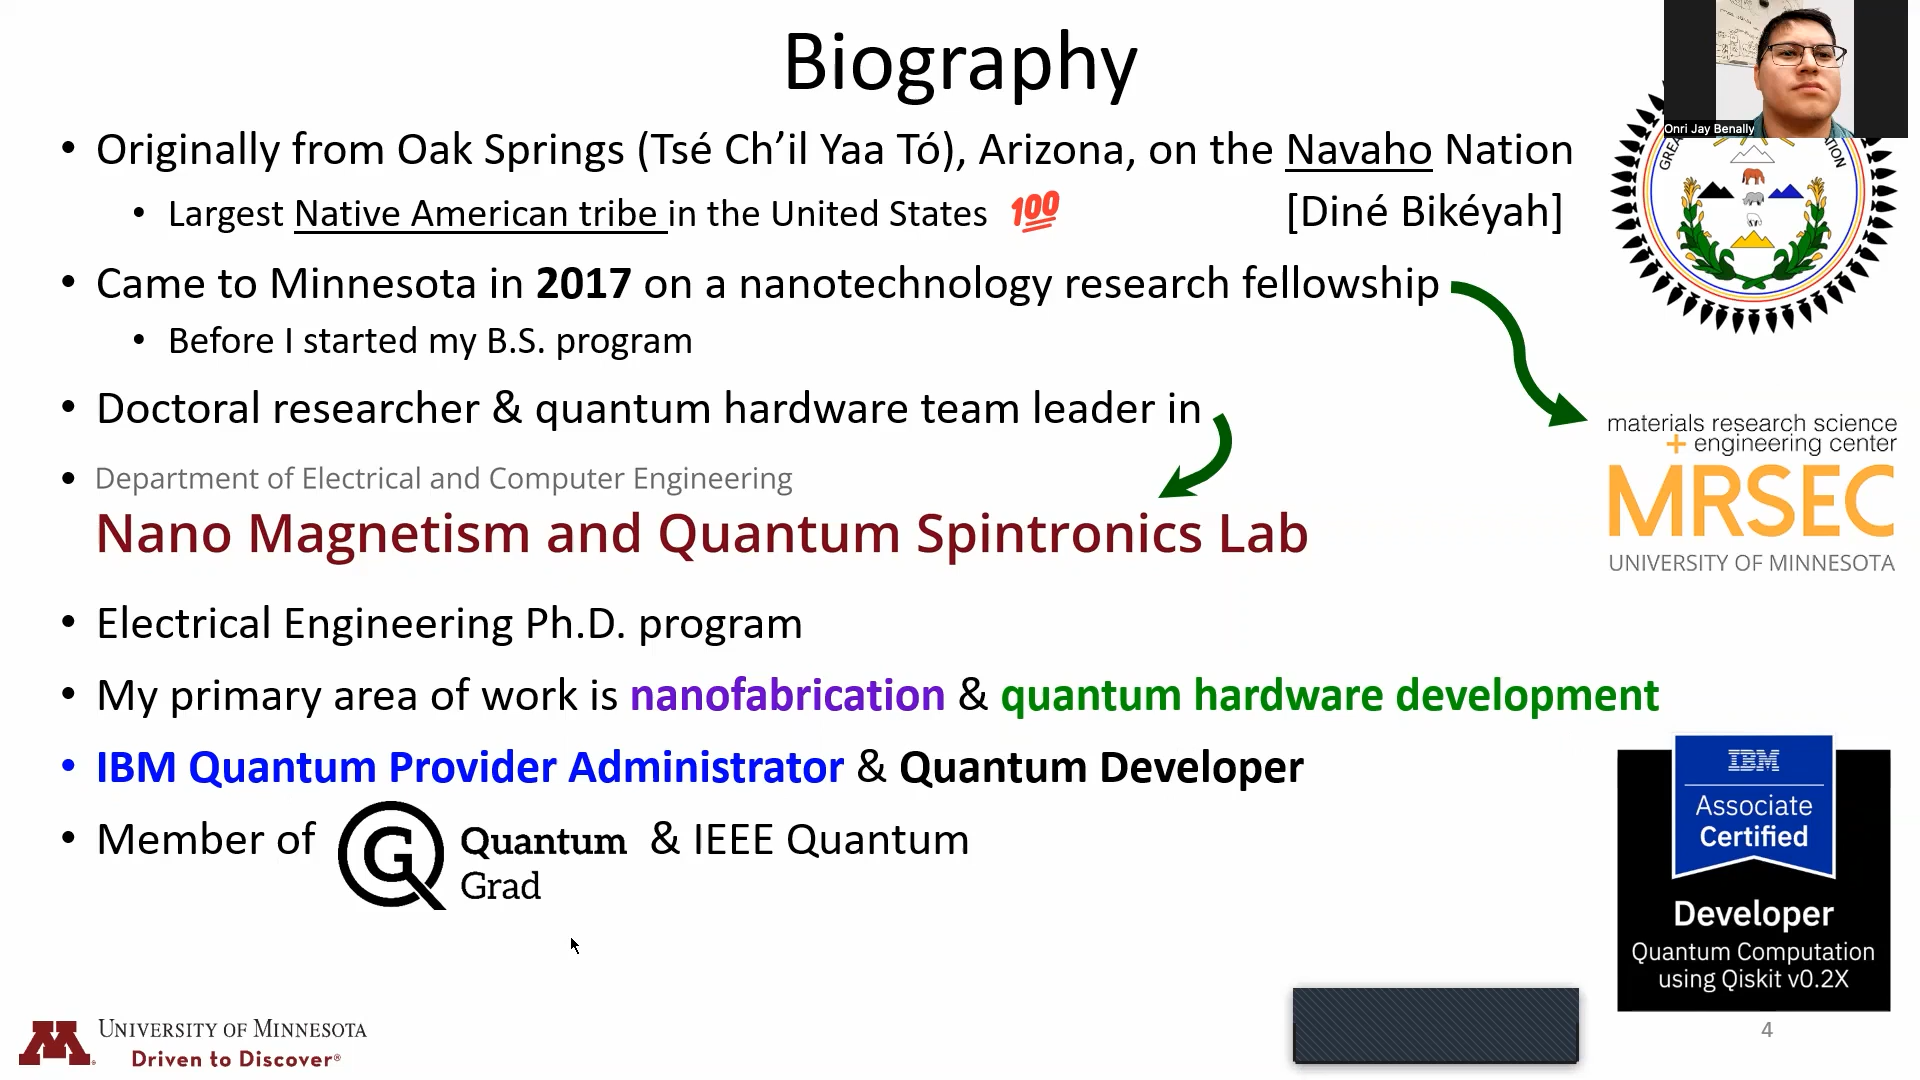 Biography
Onri Jay Benally
• Originally from Oak Springs (Tsé Ch’il Yaa Tó), Arizona, on the Navaho Nation
• Largest Native American tribe in the United States 💯
[Diné Bikéyah]
• Came to Minnesota in 2017 on a nanotechnology research fellowship
• Before I started my B.S. program
• Doctoral researcher & quantum hardware team leader in
• Department of Electrical and Computer Engineering
Nano Magnetism and Quantum Spintronics Lab
materials research science
+ engineering center
MRSEC
UNIVERSITY OF MINNESOTA
• Electrical Engineering Ph.D. program
• My primary area of work is nanofabrication & quantum hardware development
• IBM Quantum Provider Administrator & Quantum Developer
• Member of Quantum Grad & IEEE Quantum
IBM
Associate
Certified
Developer
Quantum Computation
using Qiskit v0.2X
UNIVERSITY OF MINNESOTA
Driven to Discover®
4